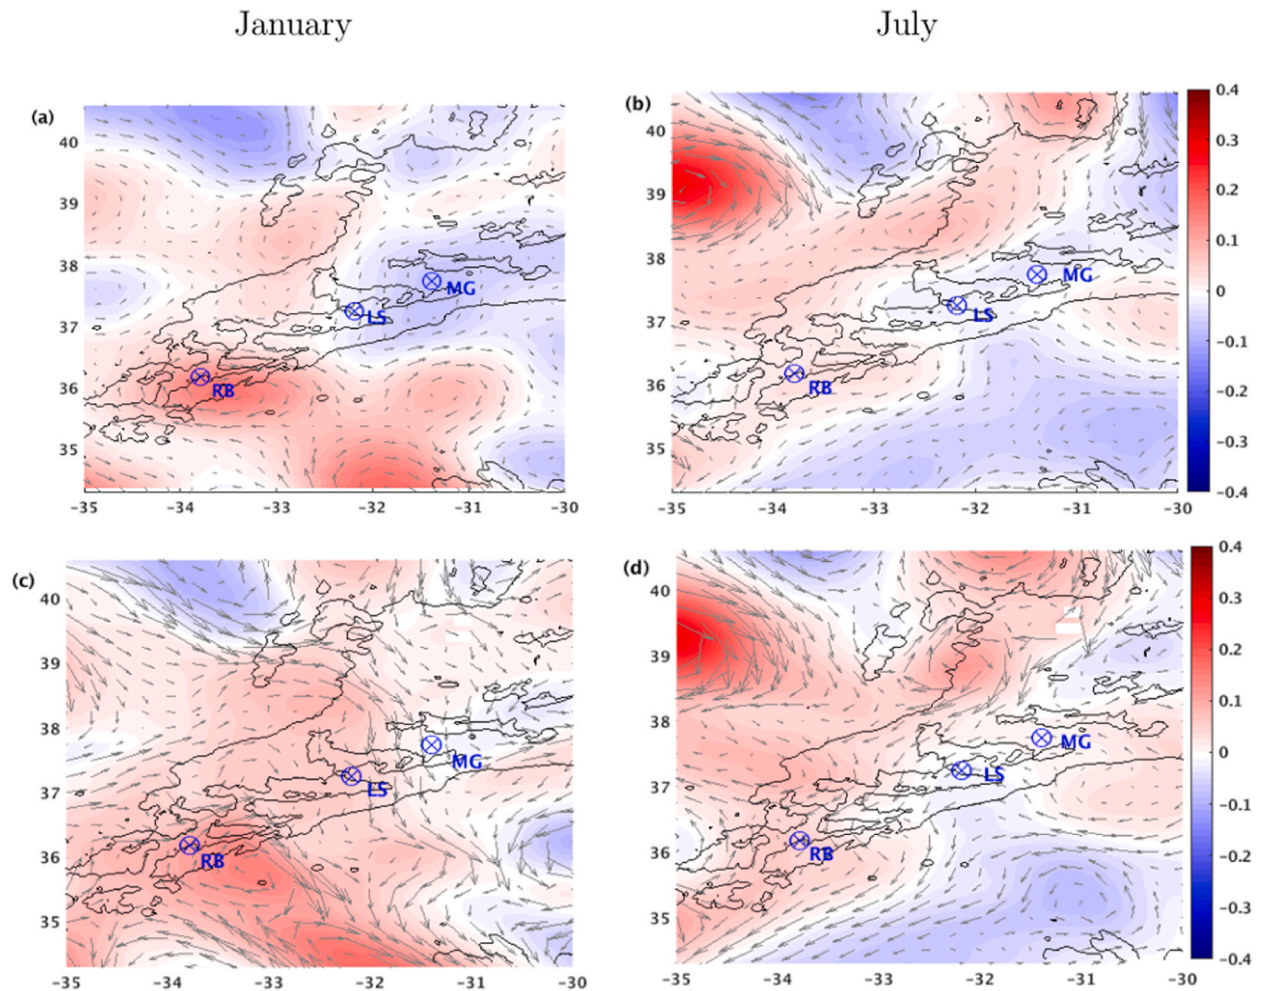 January July
(a) (b)
40 39 38 37 36 35
-35 -34 -33 -32 -31 -30
MG
LS
RB
40 39 38 37 36 35
-35 -34 -33 -32 -31 -30
MG
LS
RB
0.4 0.3 0.2 0.1 0 -0.1 -0.2 -0.3 -0.4
(c) (d)
40 39 38 37 36 35
-35 -34 -33 -32 -31 -30
MG
LS
RB
40 39 38 37 36 35
-35 -34 -33 -32 -31 -30
MG
LS
RB
0.4 0.3 0.2 0.1 0 -0.1 -0.2 -0.3 -0.4